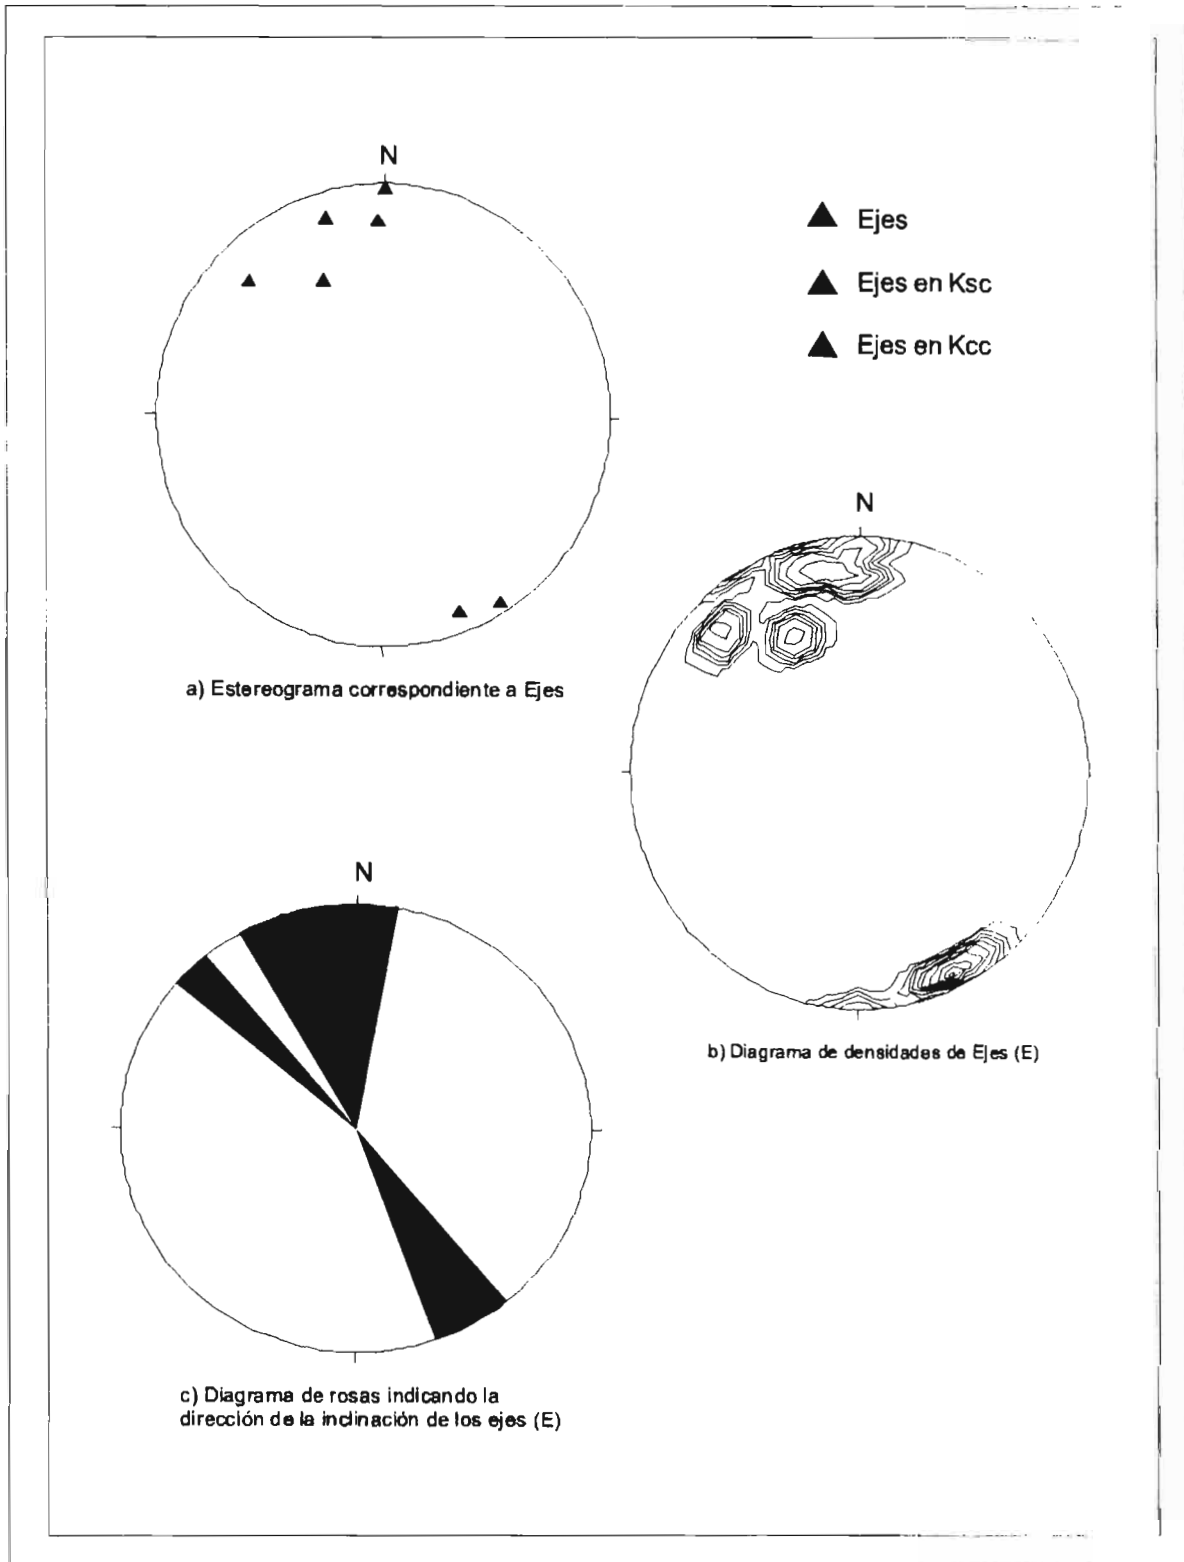 N
Ejes
Ejes en Ksc
Ejes en Kcc
a) Estereograma correspondiente a Ejes
N
b) Diagrama de densidades de Ejes (E)
N
c) Diagrama de rosas indicando la
dirección de la inclinación de los ejes (E)